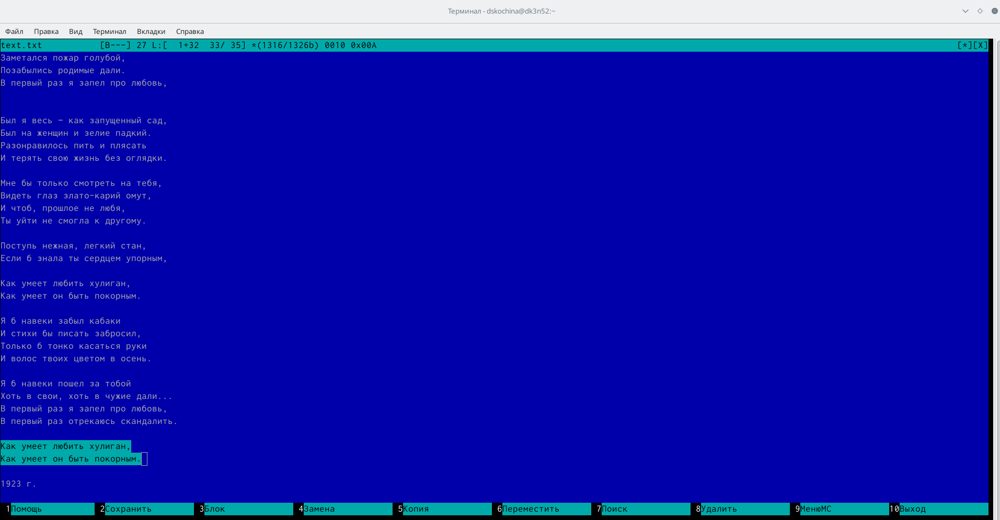 Терминал - dskochina@dk3n52:~
Файл Правка Вид Терминал Вкладки Справка
text.txt [B---] 27 L:[ 1+32 33/ 35] *(1316/1326b) 0010 0x00A [*][X]
Заметался пожар голубой,
Позабылись родимые дали.
В первый раз я запел про любовь,
Был я весь – как запущенный сад,
Был на женщин и зелие падкий.
Разонравилось пить и плясать
И терять свою жизнь без оглядки.
Мне бы только смотреть на тебя,
Видеть глаз злато-карий омут,
И чтоб, прошлое не любя,
Ты уйти не смогла к другому.
Поступь нежная, легкий стан,
Если б знала ты сердцем упорным,
Как умеет любить хулиган,
Как умеет он быть покорным.
Я б навеки забыл кабаки
И стихи бы писать забросил,
Только б тонко касаться руки
И волос твоих цветом в осень.
Я б навеки пошел за тобой
Хоть в свои, хоть в чужие дали...
В первый раз я запел про любовь,
В первый раз отрекаюсь скандалить.
Как умеет любить хулиган,
Как умеет он быть покорным.
1923 г.
1Помощь 2Сохранить 3Блок 4Замена 5Копия 6Переместить 7Поиск 8Удалить 9МенюМС 10Выход